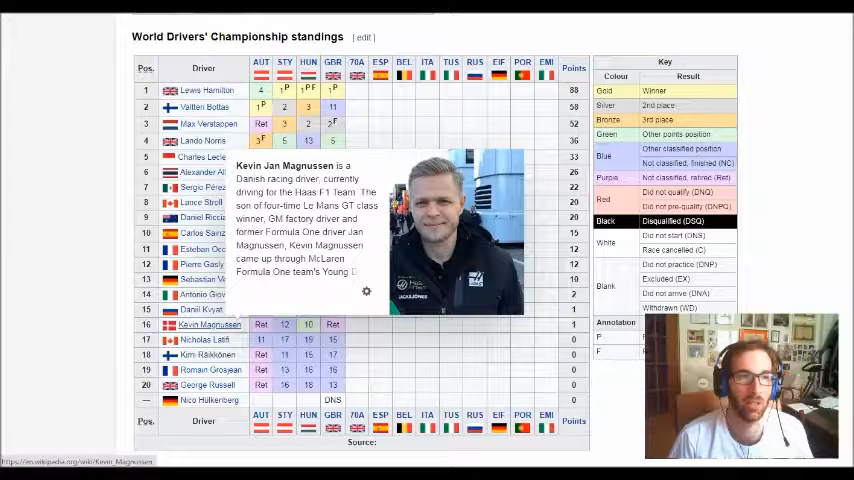 World Drivers' Championship standings [ edit ]
Pos. Driver AUT STY HUN GBR 70A ESP BEL ITA TUS RUS EIF POR EMI Points
1 Lewis Hamilton 4 1P 1PF 1P 88
2 Valtteri Bottas 1P 2 3 11 58
3 Max Verstappen Ret 3 2 2F 52
4 Lando Norris 3F 5 13 5 36
5 Charles Lecle 33
6 Alexander Al 26
7 Sergio Pérez 22
8 Lance Stroll 20
9 Daniel Ricci 20
10 Carlos Sainz 15
11 Esteban Oco 12
12 Pierre Gasly 12
13 Sebastian Ve 10
14 Antonio Giov 2
15 Daniil Kvyat 1
16 Kevin Magnussen Ret 12 10 Ret 1
17 Nicholas Latifi 11 17 19 15 0
18 Kimi Räikkönen Ret 11 15 17 0
19 Romain Grosjean Ret 13 16 16 0
20 George Russell Ret 16 18 13 0
— Nico Hülkenberg DNS 0
Pos. Driver AUT STY HUN GBR 70A ESP BEL ITA TUS RUS EIF POR EMI Points
Source:
Kevin Jan Magnussen is a
Danish racing driver, currently
driving for the Haas F1 Team. The
son of four-time Le Mans GT class
winner, GM factory driver and
former Formula One driver Jan
Magnussen, Kevin Magnussen
came up through McLaren
Formula One team's Young D
JACK&JONES
Key
Colour Result
Gold Winner
Silver 2nd place
Bronze 3rd place
Green Other points position
Blue Other classified position
Not classified, finished (NC)
Purple Not classified, retired (Ret)
Red Did not qualify (DNQ)
Did not pre-qualify (DNPQ)
Black Disqualified (DSQ)
White Did not start (DNS)
Race cancelled (C)
Blank Did not practice (DNP)
Excluded (EX)
Did not arrive (DNA)
Withdrawn (WD)
Annotation
P
F
https://en.wikipedia.org/wiki/Kevin_Magnussen